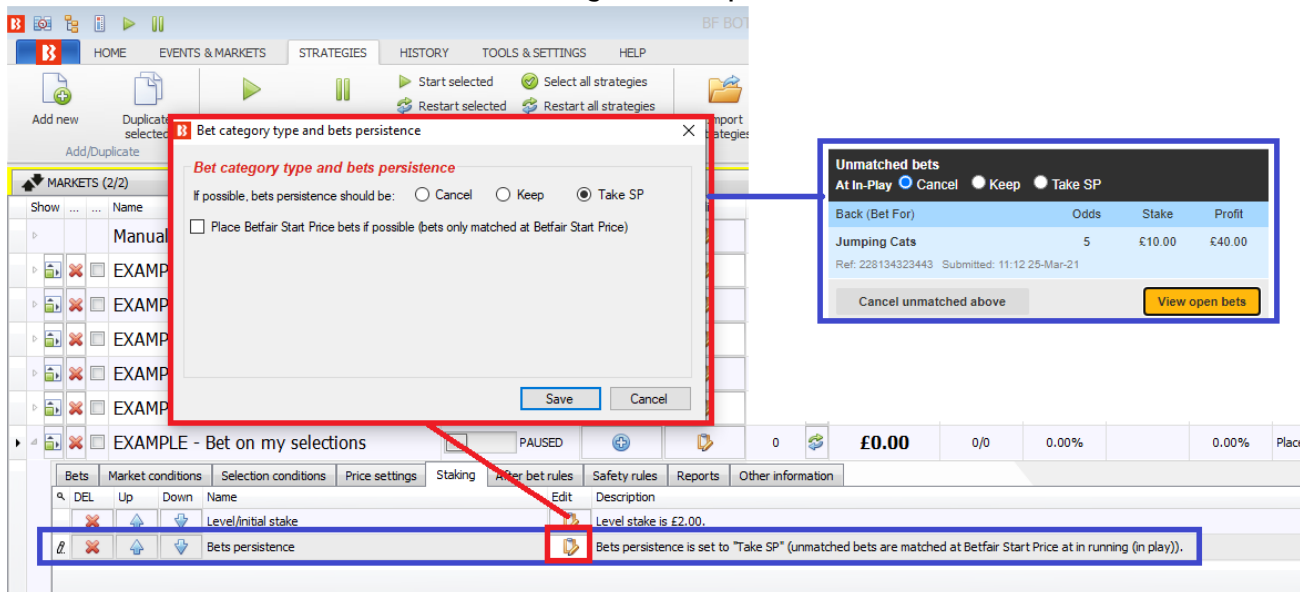 BF BOT
HOME EVENTS & MARKETS STRATEGIES HISTORY TOOLS & SETTINGS HELP
Start selected Select all strategies
Restart selected Restart all strategies
Add new Duplicate
selected
Add/Duplicate
Bet category type and bets persistence
Bet category type and bets persistence
If possible, bets persistence should be: Cancel Keep Take SP
Place Betfair Start Price bets if possible (bets only matched at Betfair Start Price)
Save Cancel
MARKETS (2/2)
Show ... ... Name
Manual
EXAMP
EXAMP
EXAMP
EXAMP
EXAMP
EXAMPLE - Bet on my selections PAUSED 0 £0.00 0/0 0.00% 0.00% Place
Unmatched bets
At In-Play Cancel Keep Take SP
Back (Bet For) Odds Stake Profit
Jumping Cats 5 £10.00 £40.00
Ref: 228134323443 Submitted: 11:12 25-Mar-21
Cancel unmatched above View open bets
Bets Market conditions Selection conditions Price settings Staking After bet rules Safety rules Reports Other information
DEL Up Down Name Edit Description
Level/initial stake Level stake is £2.00.
Bets persistence Bets persistence is set to "Take SP" (unmatched bets are matched at Betfair Start Price at in running (in play)).